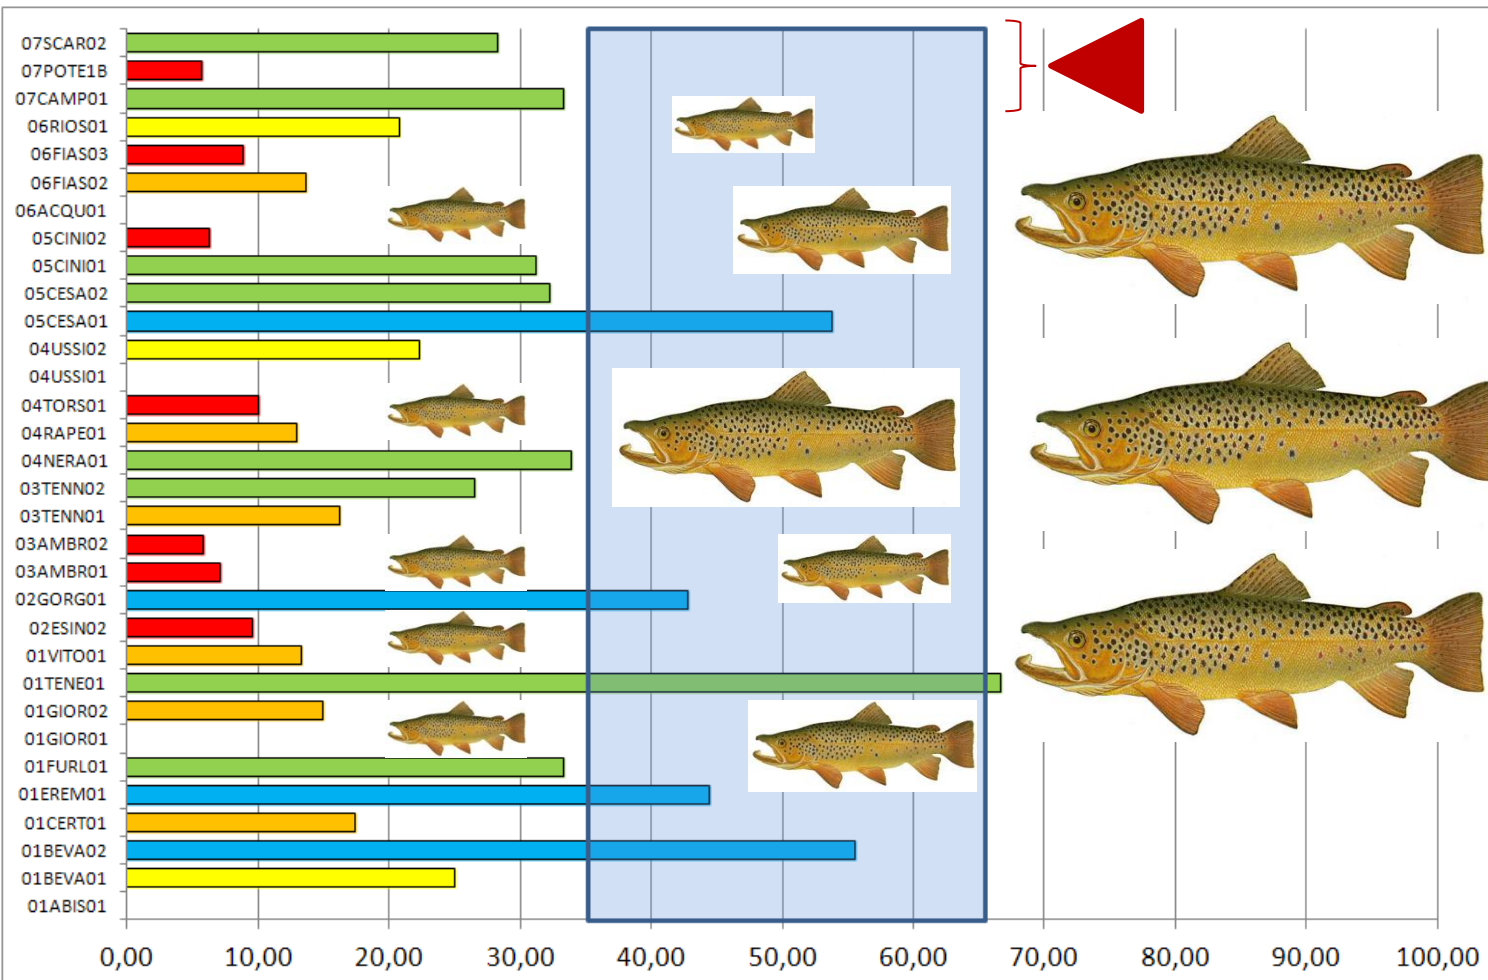 07SCAR02
07POTE1B
07CAMP01
06RIOS01
06FIAS03
06FIAS02
06ACQU01
05CINI02
05CINI01
05CESA02
05CESA01
04USSI02
04USSI01
04TORS01
04RAPE01
04NERA01
03TENN02
03TENN01
03AMBR02
03AMBR01
02GORG01
02ESIN02
01VITO01
01TENE01
01GIOR02
01GIOR01
01FURL01
01EREM01
01CERT01
01BEVA02
01BEVA01
01ABIS01
0,00 10,00 20,00 30,00 40,00 50,00 60,00 70,00 80,00 90,00 100,00